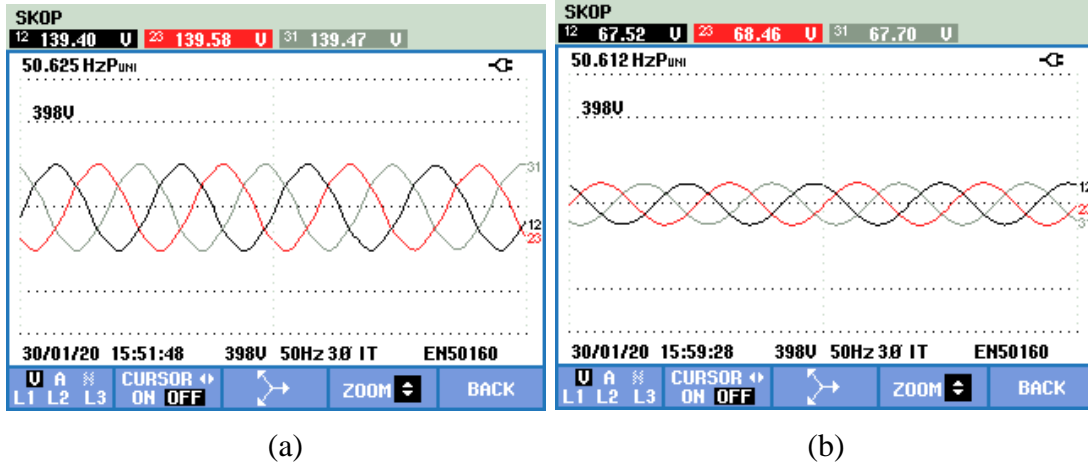 SKOP
12 139.40 V 23 139.58 V 31 139.47 V
50.625 HzPUNI
398V
31
12
23
30/01/20 15:51:48 398V 50Hz 3.0 IT EN50160
V A L1 L2 L3
CURSOR ON OFF
ZOOM
BACK
(a)
SKOP
12 67.52 V 23 68.46 V 31 67.70 V
50.612 HzPUNI
398V
12
23
31
30/01/20 15:59:28 398V 50Hz 3.0 IT EN50160
V A L1 L2 L3
CURSOR ON OFF
ZOOM
BACK
(b)